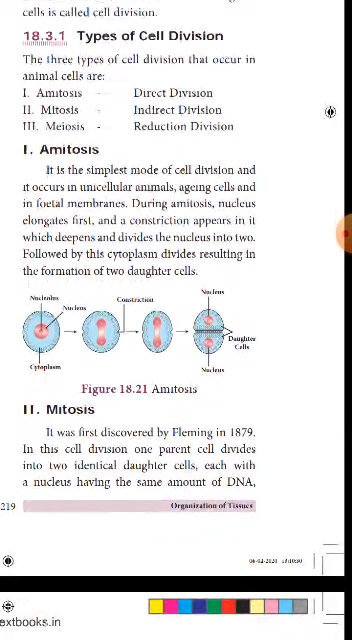 cells is called cell division.
18.3.1 Types of Cell Division
The three types of cell division that occur in
animal cells are:
I. Amitosis - Direct Division
II. Mitosis - Indirect Division
III. Meiosis - Reduction Division
I. Amitosis
It is the simplest mode of cell division and
it occurs in unicellular animals, ageing cells and
in foetal membranes. During amitosis, nucleus
elongates first, and a constriction appears in it
which deepens and divides the nucleus into two.
Followed by this cytoplasm divides resulting in
the formation of two daughter cells.
Nucleolus
Nucleus
Constriction
Nucleus
Daughter
Cells
Cytoplasm
Nucleus
Figure 18.21 Amitosis
II. Mitosis
It was first discovered by Fleming in 1879.
In this cell division one parent cell divides
into two identical daughter cells, each with
a nucleus having the same amount of DNA,
219
Organization of Tissues
06-02-2020 13:10:50
extbooks.in